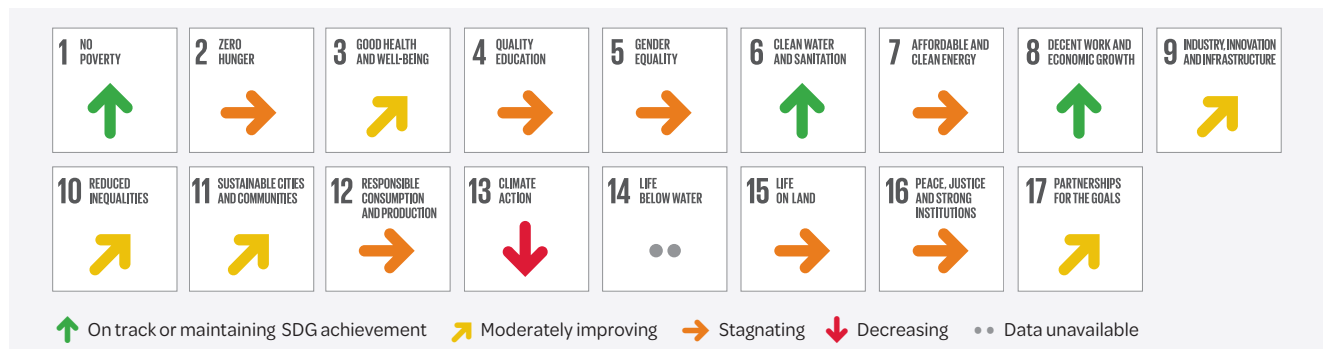 1 NO
POVERTY
2 ZERO
HUNGER
3 GOOD HEALTH
AND WELL-BEING
4 QUALITY
EDUCATION
5 GENDER
EQUALITY
6 CLEAN WATER
AND SANITATION
7 AFFORDABLE AND
CLEAN ENERGY
8 DECENT WORK AND
ECONOMIC GROWTH
9 INDUSTRY, INNOVATION
AND INFRASTRUCTURE
10 REDUCED
INEQUALITIES
11 SUSTAINABLE CITIES
AND COMMUNITIES
12 RESPONSIBLE
CONSUMPTION
AND PRODUCTION
13 CLIMATE
ACTION
14 LIFE
BELOW WATER
15 LIFE
ON LAND
16 PEACE, JUSTICE
AND STRONG
INSTITUTIONS
17 PARTNERSHIPS
FOR THE GOALS
On track or maintaining SDG achievement
Moderately improving
Stagnating
Decreasing
Data unavailable